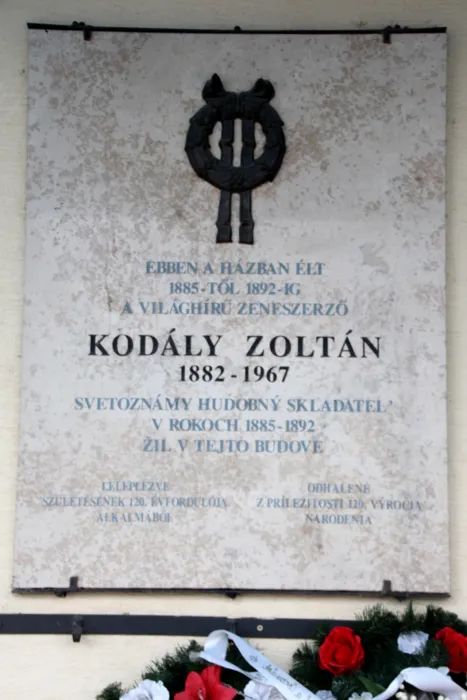 ÉBBEN A HÁZBAN ÉLT
1885-TŐL 1892-IG
A VILÁGHÍRŰ ZENESZERZŐ
KODÁLY ZOLTÁN
1882-1967
SVETOZNÁMY HUDOBNÝ SKLADATEĽ
V ROKOCH 1885-1892
ŽIL V TEJTO BUDOVE
LELEPLEZVE
SZÜLETÉSÉNEK 120. ÉVFORDULÓJA
ALKALMÁBÓL
ODHALENÉ
Z PRÍLEŽITOSTI 120. VÝROČIA
NARODENIA